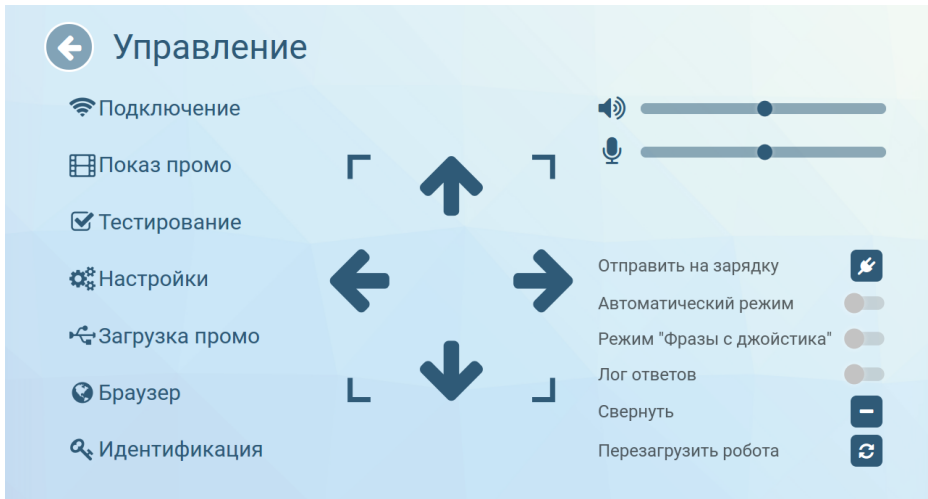 Управление
Подключение
Показ промо
Тестирование
Настройки
Загрузка промо
Браузер
Идентификация
Отправить на зарядку
Автоматический режим
Режим "Фразы с джойстика"
Лог ответов
Свернуть
Перезагрузить робота